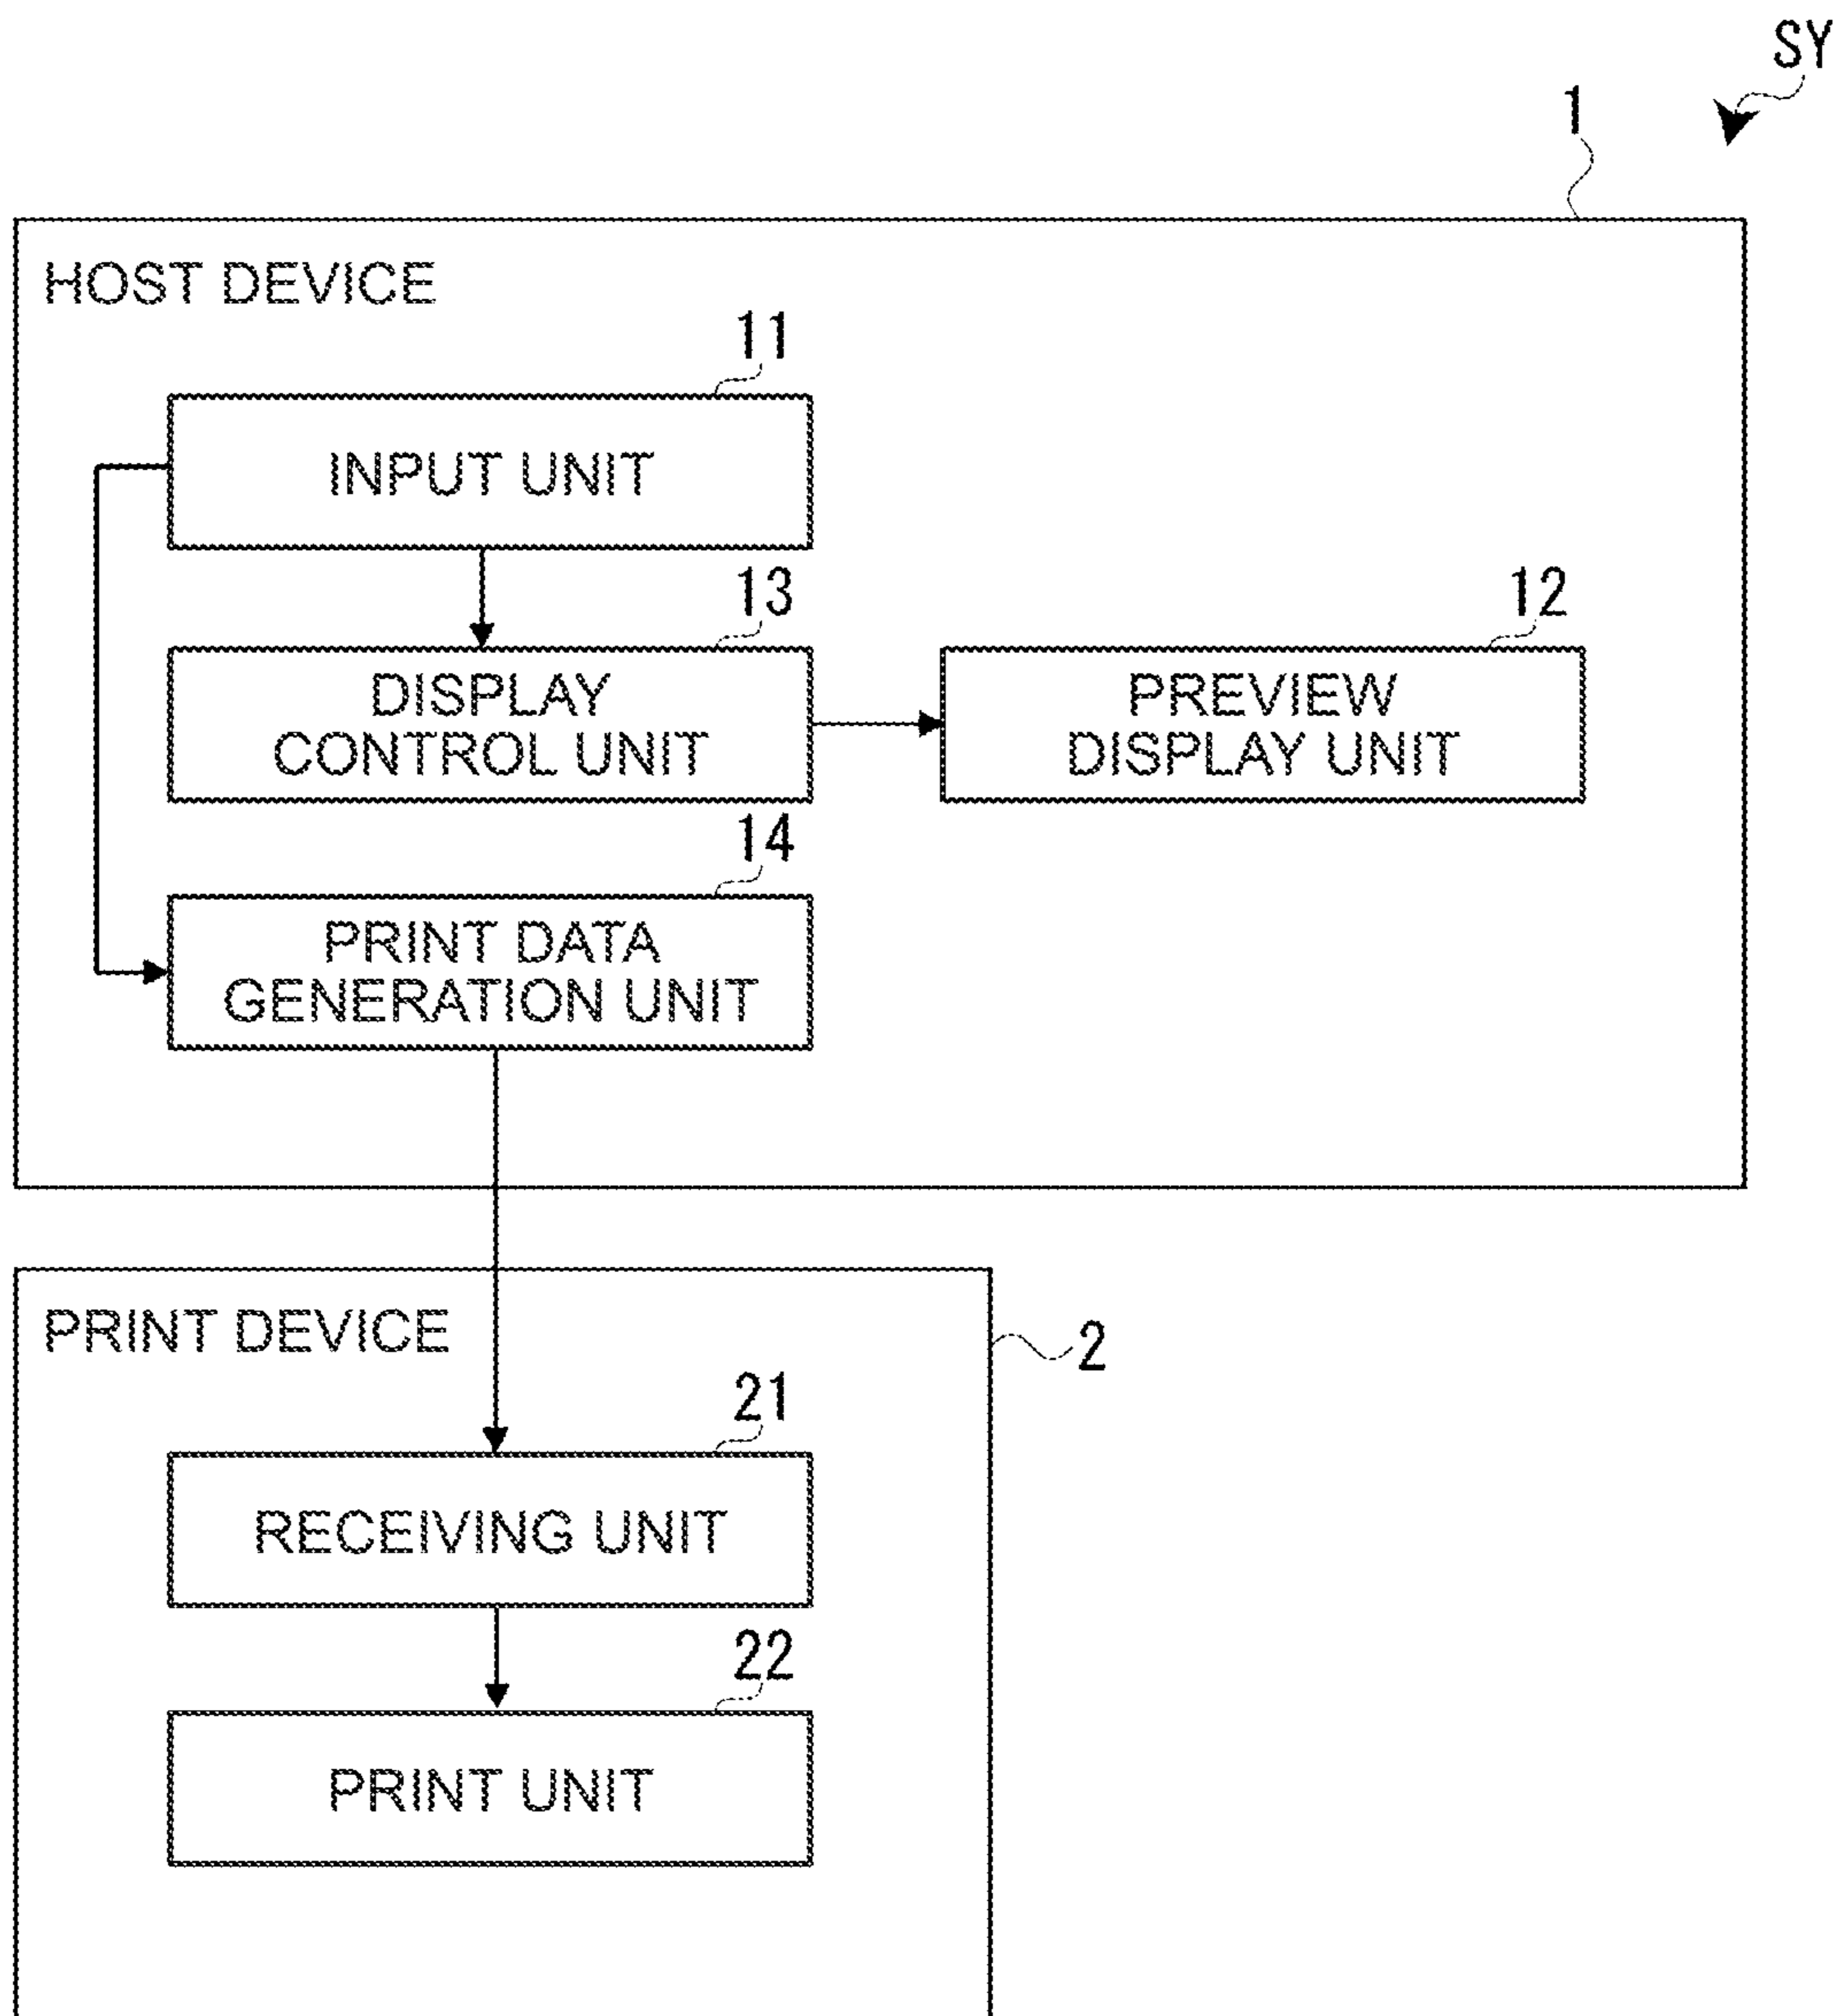 SY
1
HOST DEVICE
11
INPUT UNIT
13
DISPLAY
CONTROL UNIT
12
PREVIEW
DISPLAY UNIT
14
PRINT DATA
GENERATION UNIT
PRINT DEVICE
2
21
RECEIVING UNIT
22
PRINT UNIT